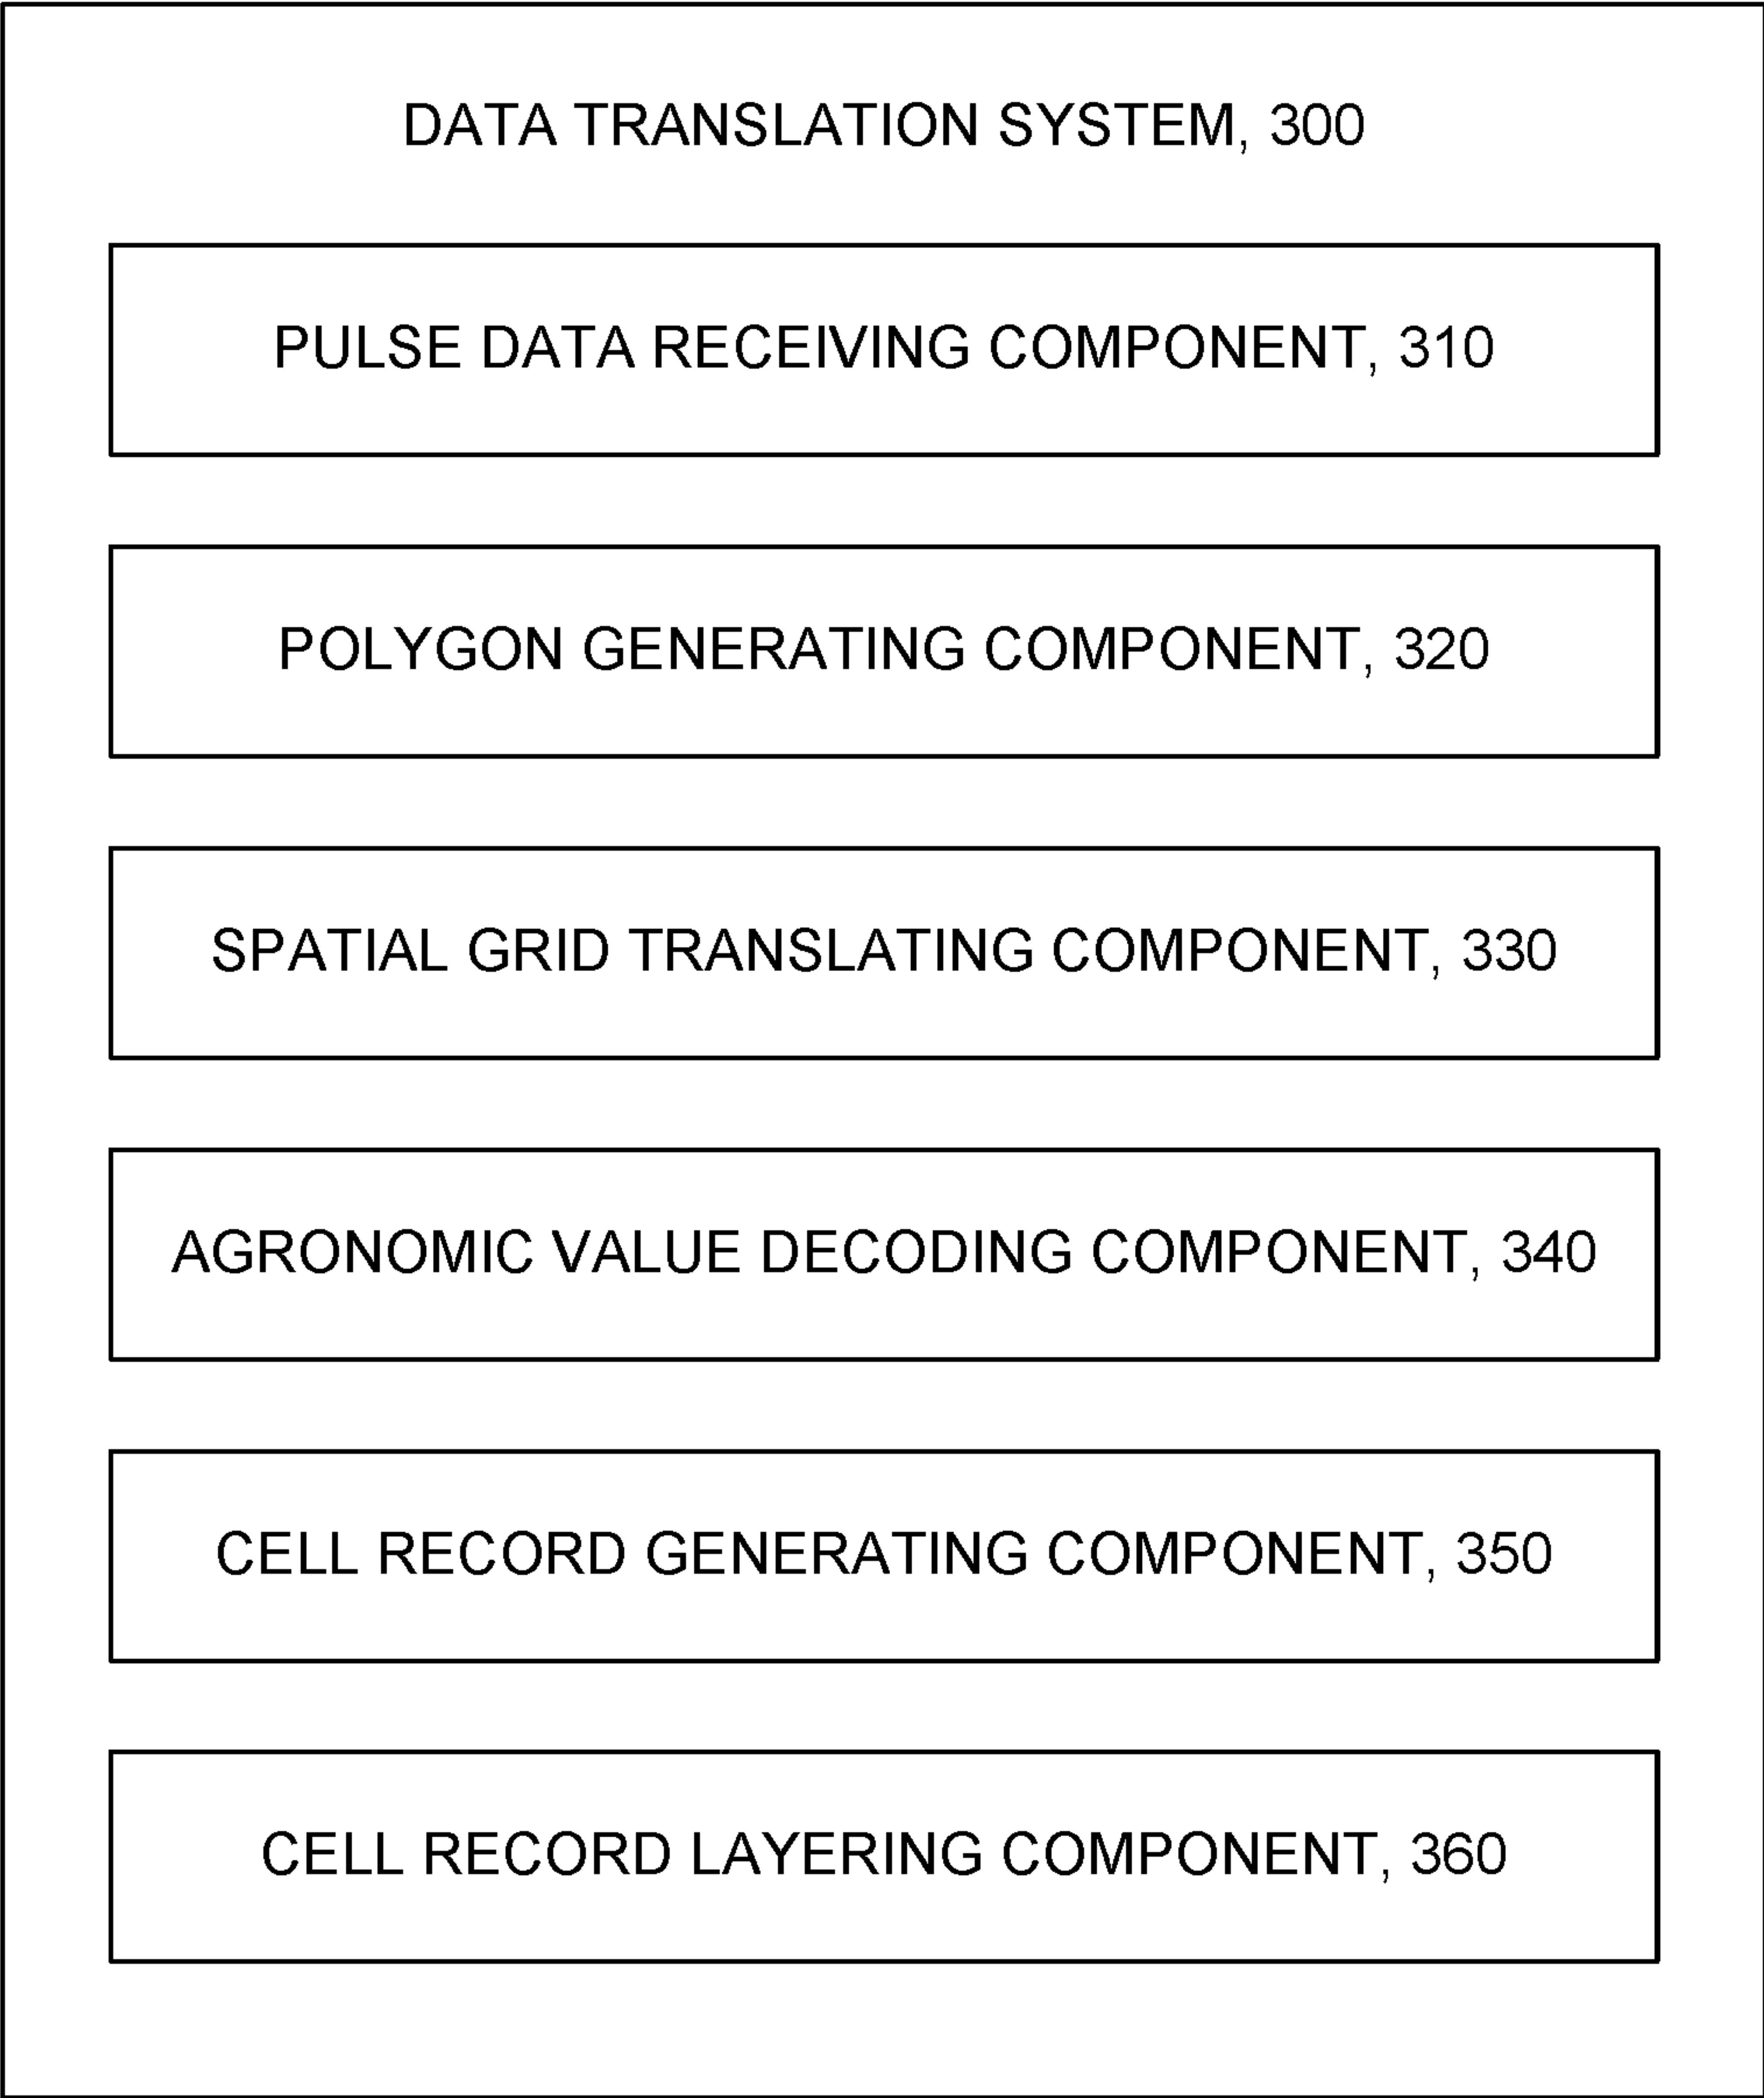 DATA TRANSLATION SYSTEM, 300
PULSE DATA RECEIVING COMPONENT, 310
POLYGON GENERATING COMPONENT, 320
SPATIAL GRID TRANSLATING COMPONENT, 330
AGRONOMIC VALUE DECODING COMPONENT, 340
CELL RECORD GENERATING COMPONENT, 350
CELL RECORD LAYERING COMPONENT, 360